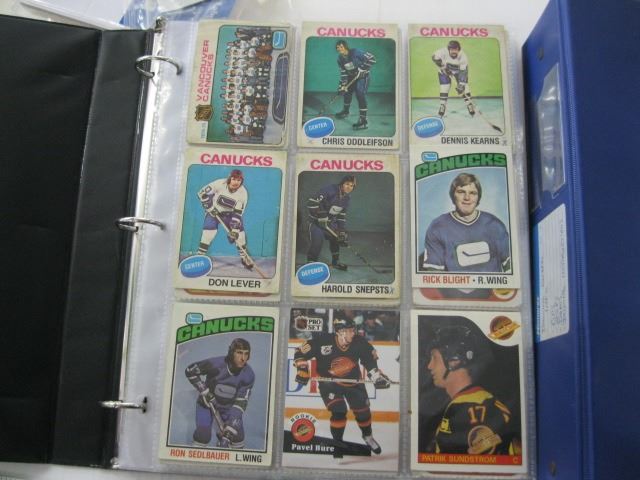 VANCOUVER
CANUCKS
CANUCKS
CENTER
CHRIS ODDLEIFSON
CANUCKS
DEFENSE
DENNIS KEARNS
CANUCKS
CENTER
DON LEVER
CANUCKS
DEFENSE
HAROLD SNEPSTS
CANUCKS
RICK BLIGHT • R. WING
CANUCKS
RON SEDLBAUER L. WING
PRO SET
ROOKIE
Pavel Bure
17
PATRIK SUNDSTROM C